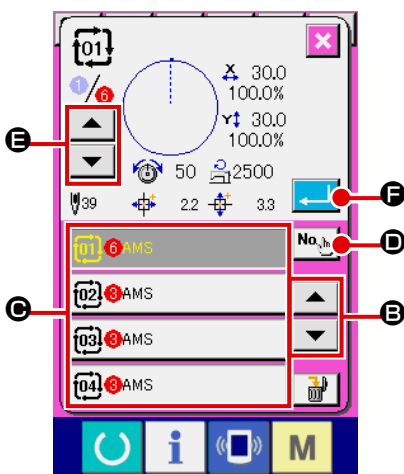 01
X 30.0
100.0%
1/6
Y 30.0
100.0%
E
50 2500
F
39 2.2 3.3
No.
D
01 6 AMS
02 3 AMS
B
C
03 3 AMS
04 3 AMS
i M